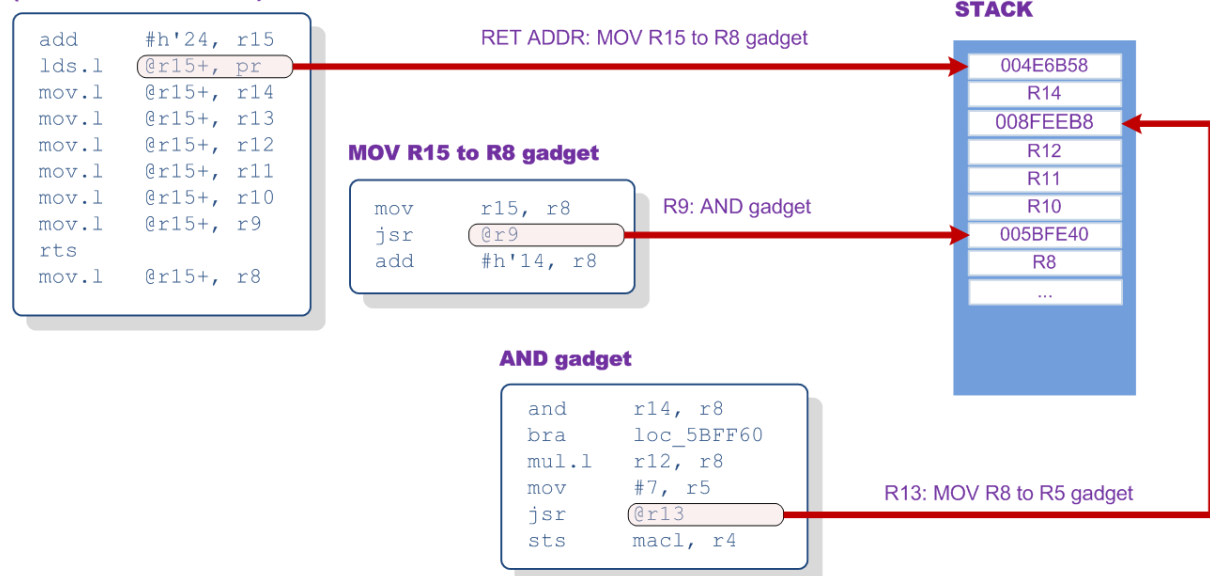 STACK
add #h'24, r15
lds.l @r15+, pr
mov.l @r15+, r14
mov.l @r15+, r13
mov.l @r15+, r12
mov.l @r15+, r11
mov.l @r15+, r10
mov.l @r15+, r9
rts
mov.l @r15+, r8
RET ADDR: MOV R15 to R8 gadget
004E6B58
R14
008FEEB8
R12
R11
R10
005BFE40
R8
...
MOV R15 to R8 gadget
mov r15, r8
jsr @r9
add #h'14, r8
R9: AND gadget
AND gadget
and r14, r8
bra loc_5BFF60
mul.l r12, r8
mov #7, r5
jsr @r13
sts macl, r4
R13: MOV R8 to R5 gadget